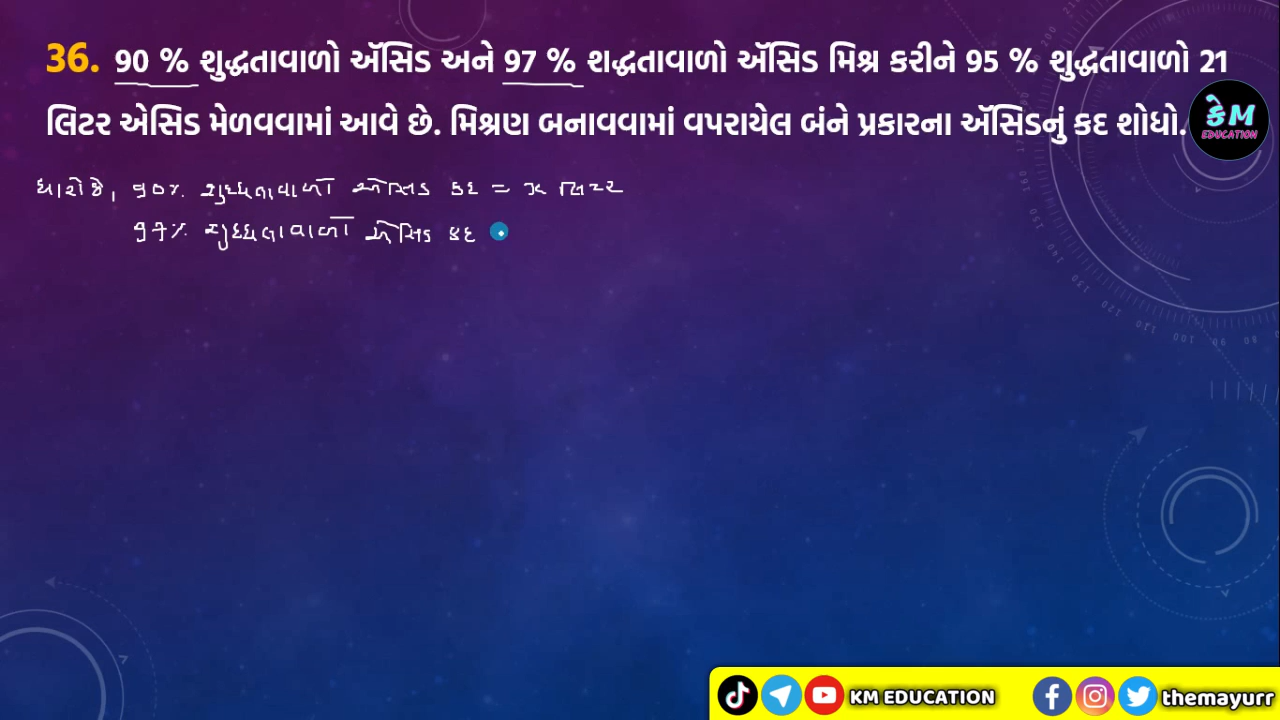 36. 90 % શુદ્ધતાવાળો ઍસિડ અને 97 % શદ્ધતાવાળો ઍસિડ મિશ્ર કરીને 95 % શુદ્ધતાવાળો 21
લિટર એસિડ મેળવવામાં આવે છે. મિશ્રણ બનાવવામાં વપરાયેલ બંને પ્રકારના ઍસિડનું કદ શોધો.
કેM
EDUCATION
ધારોકે, 90% શુધ્ધતાવાળો એસિડ કદ = x લિટર
97% શુધ્ધતાવાળો એસિડ કદ
KM EDUCATION themayurr